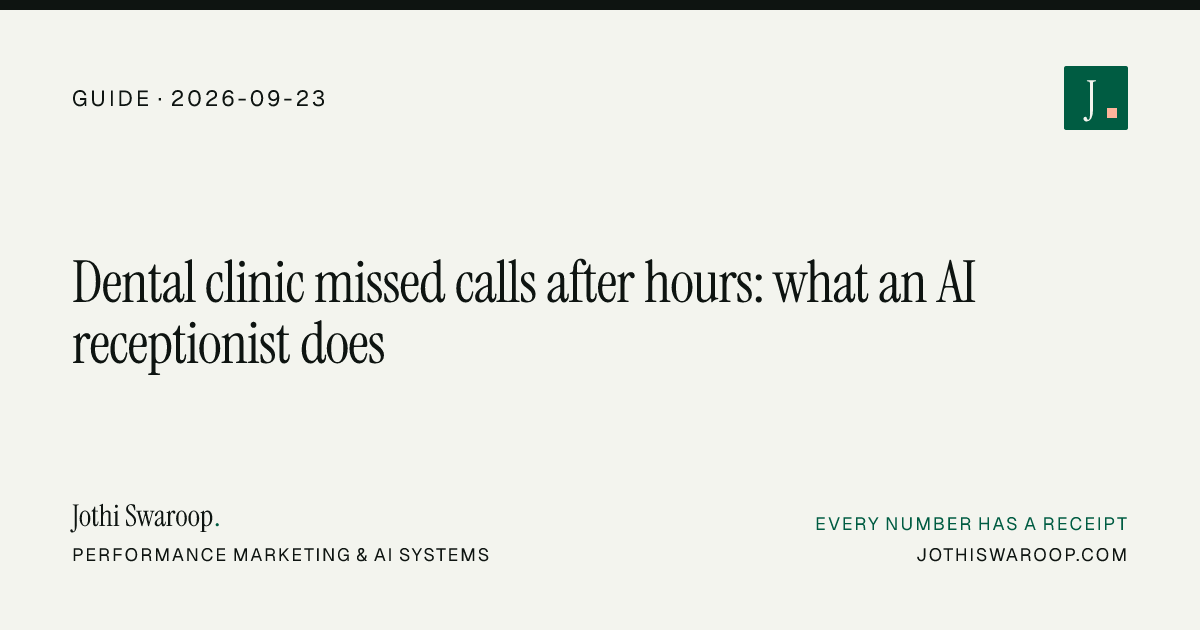 GUIDE · 2026-09-23
J.
Dental clinic missed calls after hours: what an AI
receptionist does
Jothi Swaroop.
PERFORMANCE MARKETING & AI SYSTEMS
EVERY NUMBER HAS A RECEIPT
JOTHISWAROOP.COM